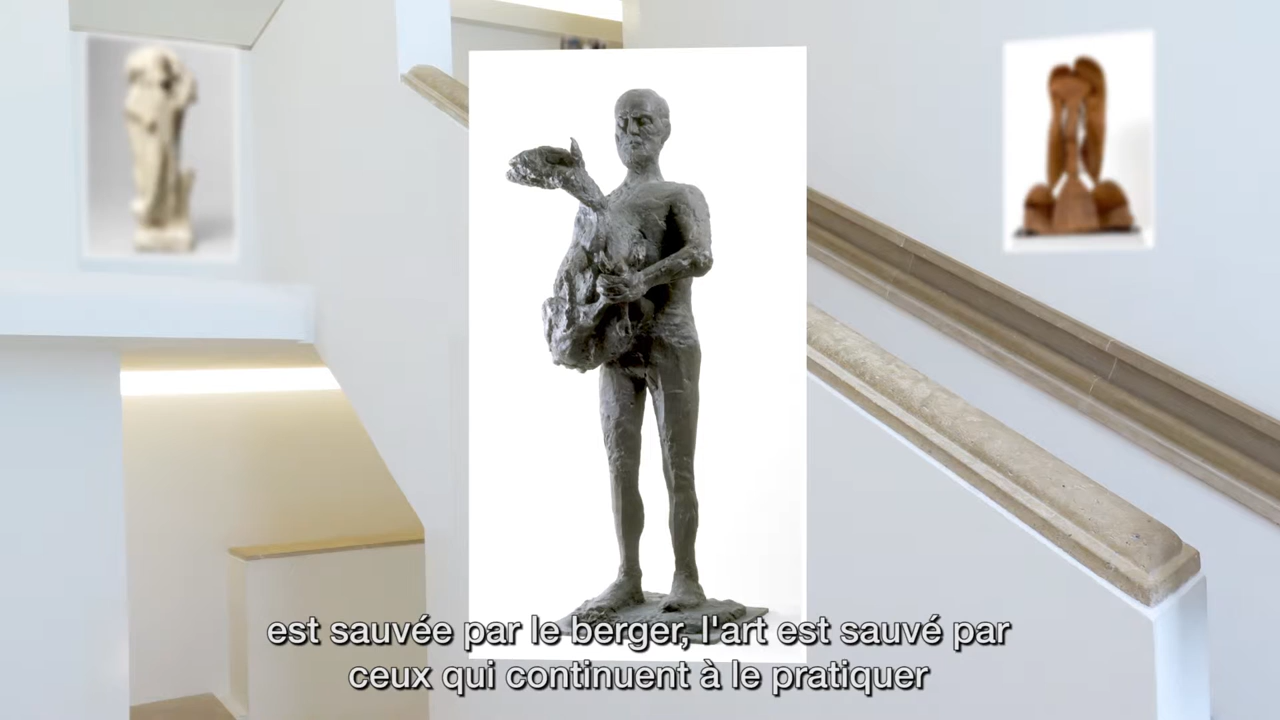 est sauvée par le berger, l'art est sauvé par
ceux qui continuent à le pratiquer